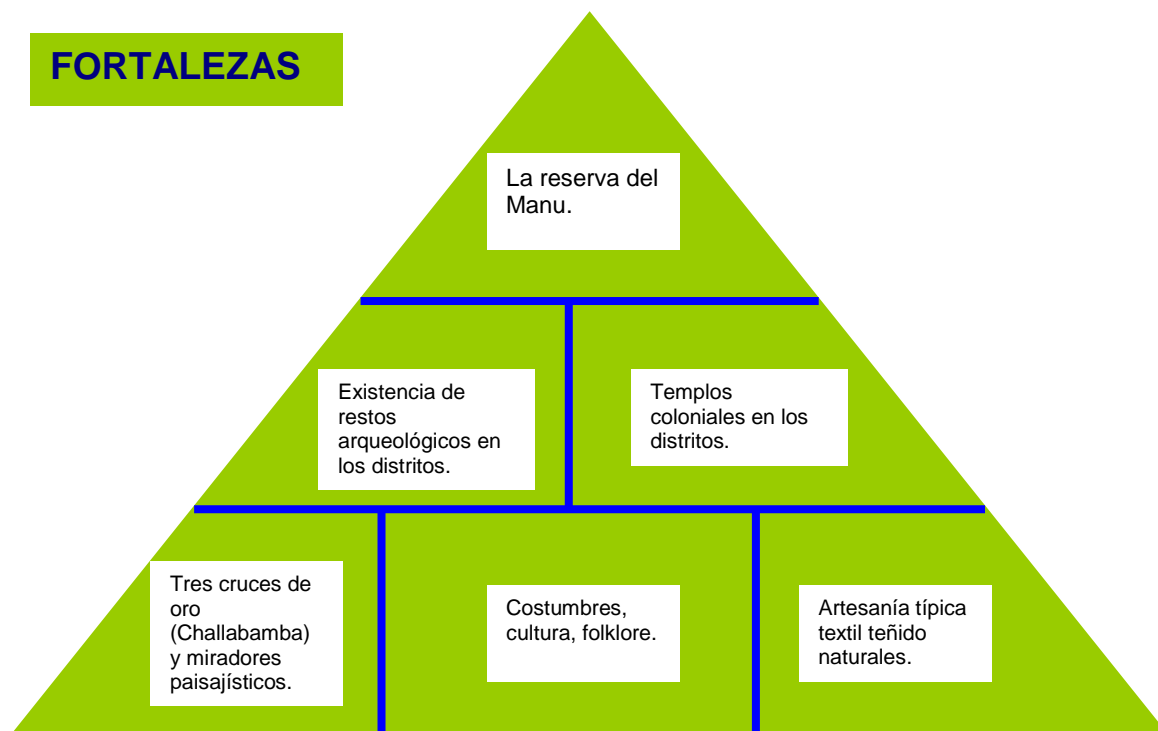 FORTALEZAS
La reserva del
Manu.
Existencia de
restos
arqueológicos en
los distritos.
Templos
coloniales en los
distritos.
Tres cruces de
oro
(Challabamba)
y miradores
paisajísticos.
Costumbres,
cultura, folklore.
Artesanía típica
textil teñido
naturales.